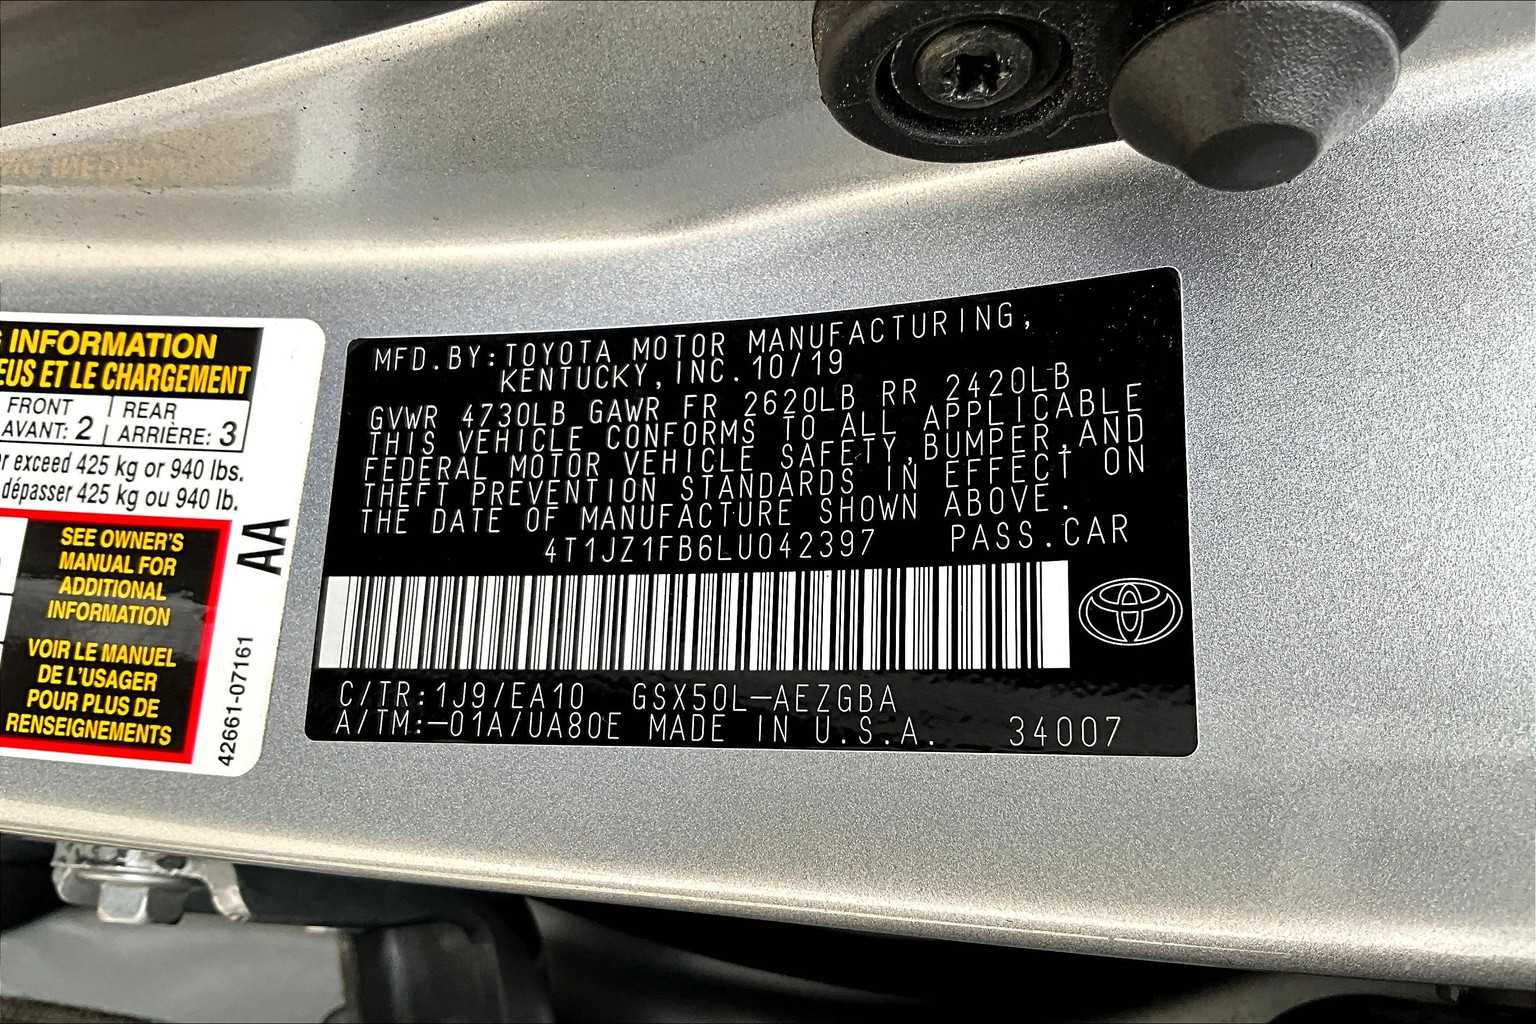 INFORMATION
EUS ET LE CHARGEMENT
FRONT REAR
AVANT: 2 ARRIÈRE: 3
exceed 425 kg or 940 lbs.
dépasser 425 kg ou 940 lb.
SEE OWNER'S
MANUAL FOR
ADDITIONAL
INFORMATION
VOIR LE MANUEL
DE L'USAGER
POUR PLUS DE
RENSEIGNEMENTS
AA
42661-07161
MFD.BY:TOYOTA MOTOR MANUFACTURING,
KENTUCKY,INC.10/19
GVWR 4730LB GAWR FR 2620LB RR 2420LB
THIS VEHICLE CONFORMS TO ALL APPLICABLE
FEDERAL MOTOR VEHICLE SAFETY,BUMPER,AND
THEFT PREVENTION STANDARDS IN EFFECT ON
THE DATE OF MANUFACTURE SHOWN ABOVE.
4T1JZ1FB6LU042397 PASS.CAR
C/TR:1J9/EA10 GSX50L-AEZGBA
A/TM:-01A/UA80E MADE IN U.S.A. 34007